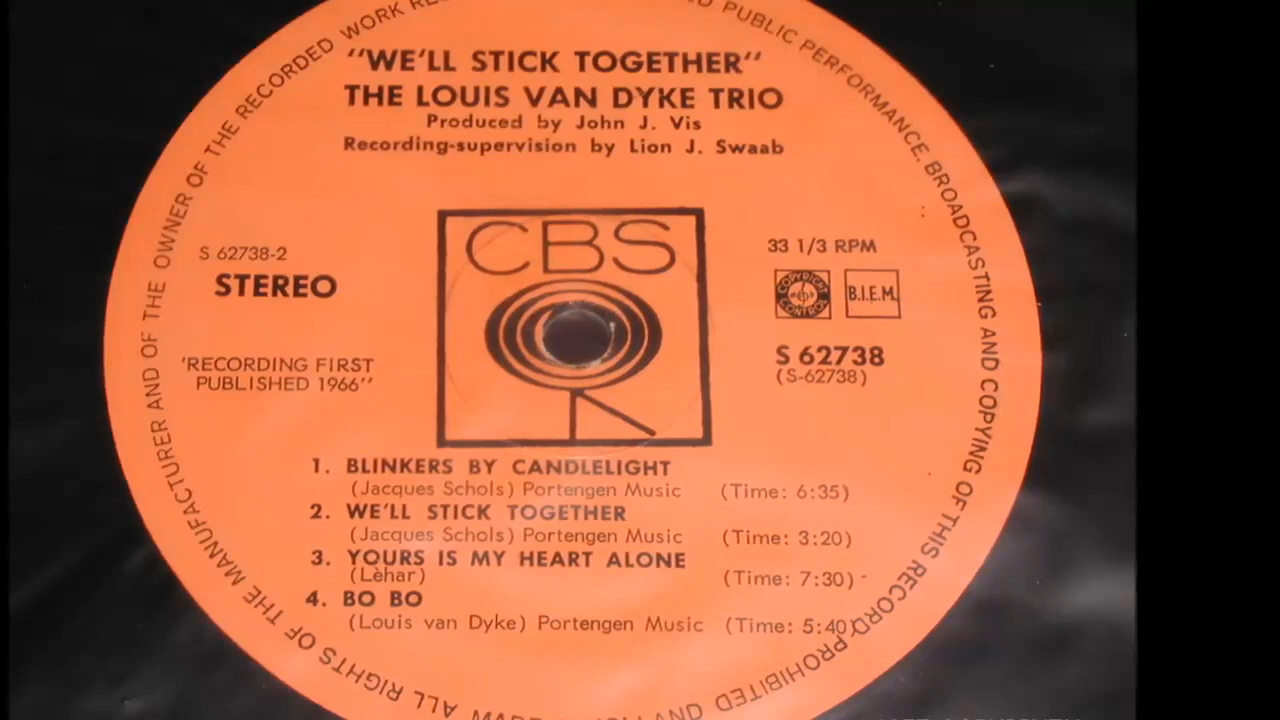 "WE'LL STICK TOGETHER"
THE LOUIS VAN DYKE TRIO
Produced by John J. Vis
Recording-supervision by Lion J. Swaab
CBS
S 62738-2
STEREO
'RECORDING FIRST
PUBLISHED 1966"
33 1/3 RPM
COPYRIGHT CONTROL
B.I.E.M.
S 62738
(S-62738)
1. BLINKERS BY CANDLELIGHT
(Jacques Schols) Portengen Music (Time: 6:35)
2. WE'LL STICK TOGETHER
(Jacques Schols) Portengen Music (Time: 3:20)
3. YOURS IS MY HEART ALONE
(Lèhar) (Time: 7:30)
4. BO BO
(Louis van Dyke) Portengen Music (Time: 5:40)
ALL RIGHTS OF THE MANUFACTURER AND OF THE OWNER OF THE RECORDED WORK
PUBLIC PERFORMANCE, BROADCASTING AND COPYING OF THIS RECORD PROHIBITED